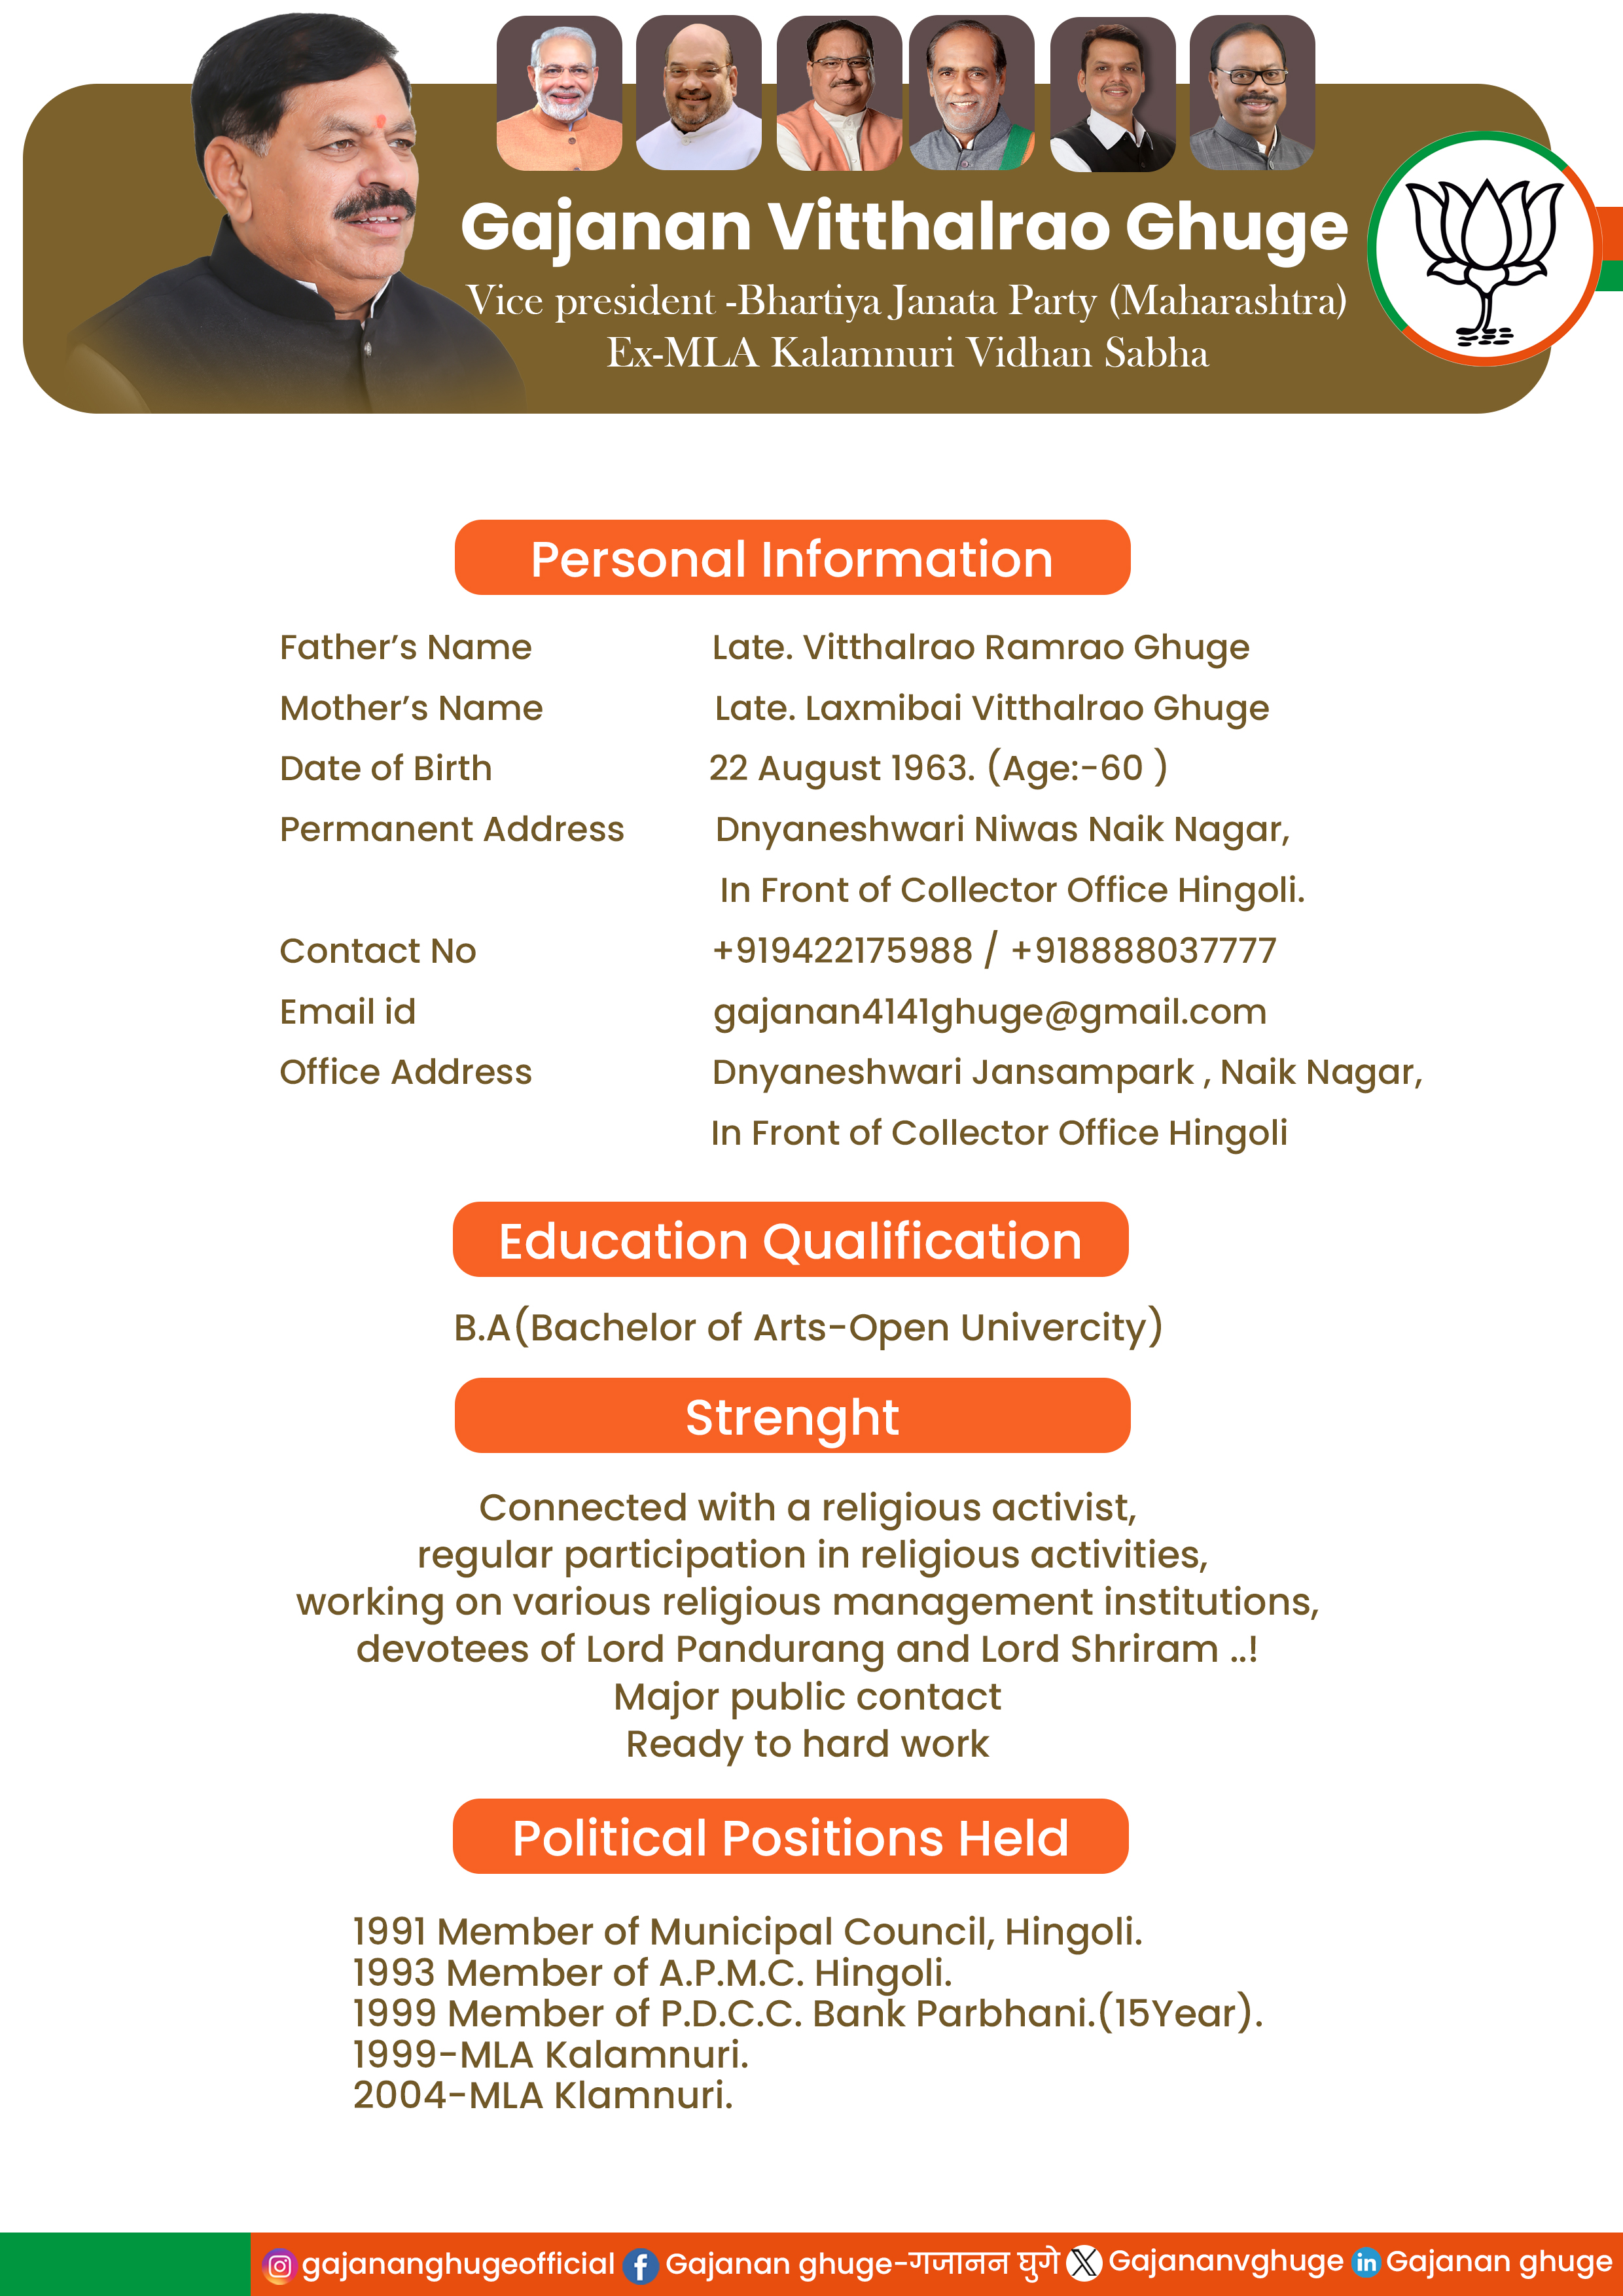 Gajanan Vitthalrao Ghuge
Vice president -Bhartiya Janata Party (Maharashtra)
Ex-MLA Kalamnuri Vidhan Sabha
Personal Information
Father’s Name Late. Vitthalrao Ramrao Ghuge
Mother’s Name Late. Laxmibai Vitthalrao Ghuge
Date of Birth 22 August 1963. (Age:-60 )
Permanent Address Dnyaneshwari Niwas Naik Nagar,
In Front of Collector Office Hingoli.
Contact No +919422175988 / +918888037777
Email id gajanan4141ghuge@gmail.com
Office Address Dnyaneshwari Jansampark , Naik Nagar,
In Front of Collector Office Hingoli
Education Qualification
B.A(Bachelor of Arts-Open Univercity)
Strenght
Connected with a religious activist,
regular participation in religious activities,
working on various religious management institutions,
devotees of Lord Pandurang and Lord Shriram ..!
Major public contact
Ready to hard work
Political Positions Held
1991 Member of Municipal Council, Hingoli.
1993 Member of A.P.M.C. Hingoli.
1999 Member of P.D.C.C. Bank Parbhani.(15Year).
1999-MLA Kalamnuri.
2004-MLA Klamnuri.
gajananghugeofficial Gajanan ghuge-गजानन घुगे Gajananvghuge Gajanan ghuge